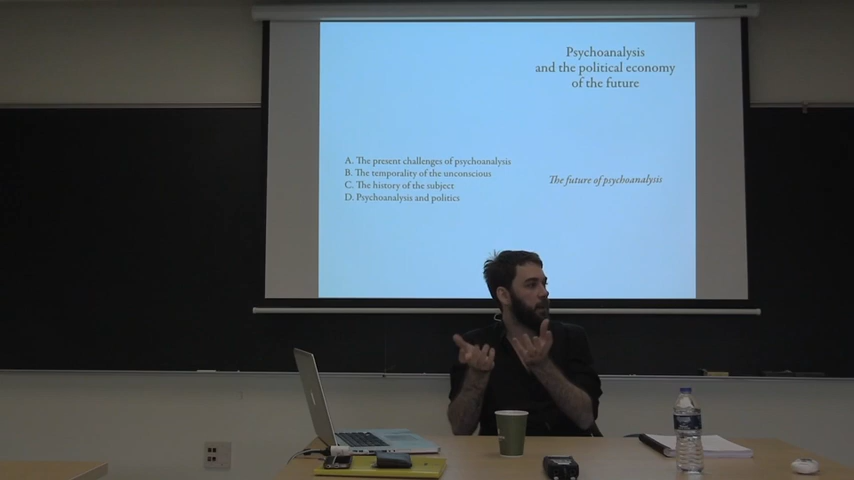 Psychoanalysis
and the political economy
of the future
A. The present challenges of psychoanalysis
B. The temporality of the unconscious
C. The history of the subject
D. Psychoanalysis and politics
The future of psychoanalysis